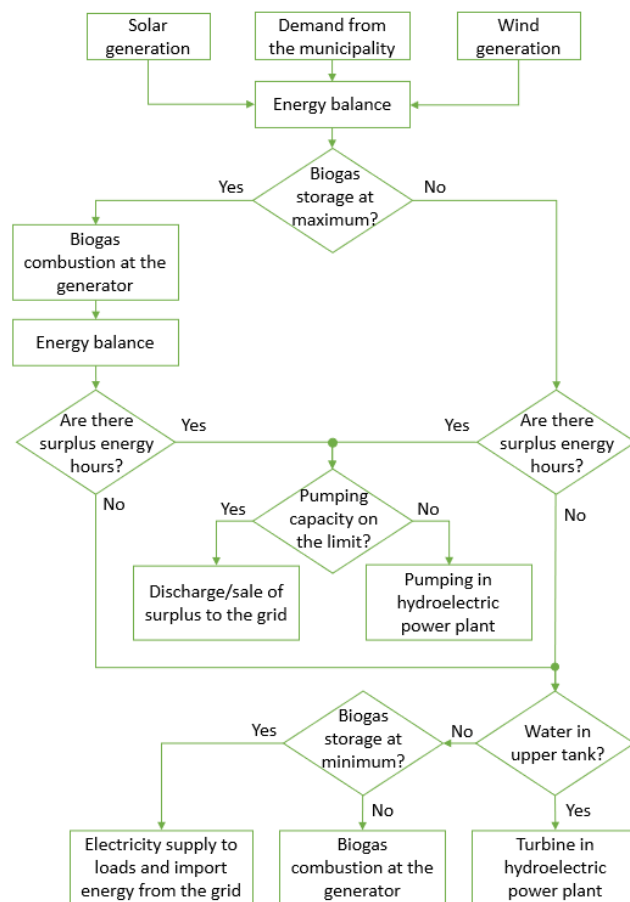 Solar
generation
Demand from
the municipality
Wind
generation
Energy balance
Biogas
storage at
maximum?
Yes
No
Biogas
combustion at the
generator
Energy balance
Are there
surplus energy
hours?
Yes
Yes
Are there
surplus energy
hours?
No
Yes
Pumping
capacity on
the limit?
No
No
Discharge/sale of
surplus to the grid
Pumping in
hydroelectric
power plant
Yes
Biogas
storage at
minimum?
No
Water in
upper tank?
No
Yes
Electricity supply to
loads and import
energy from the grid
Biogas
combustion at the
generator
Turbine in
hydroelectric
power plant